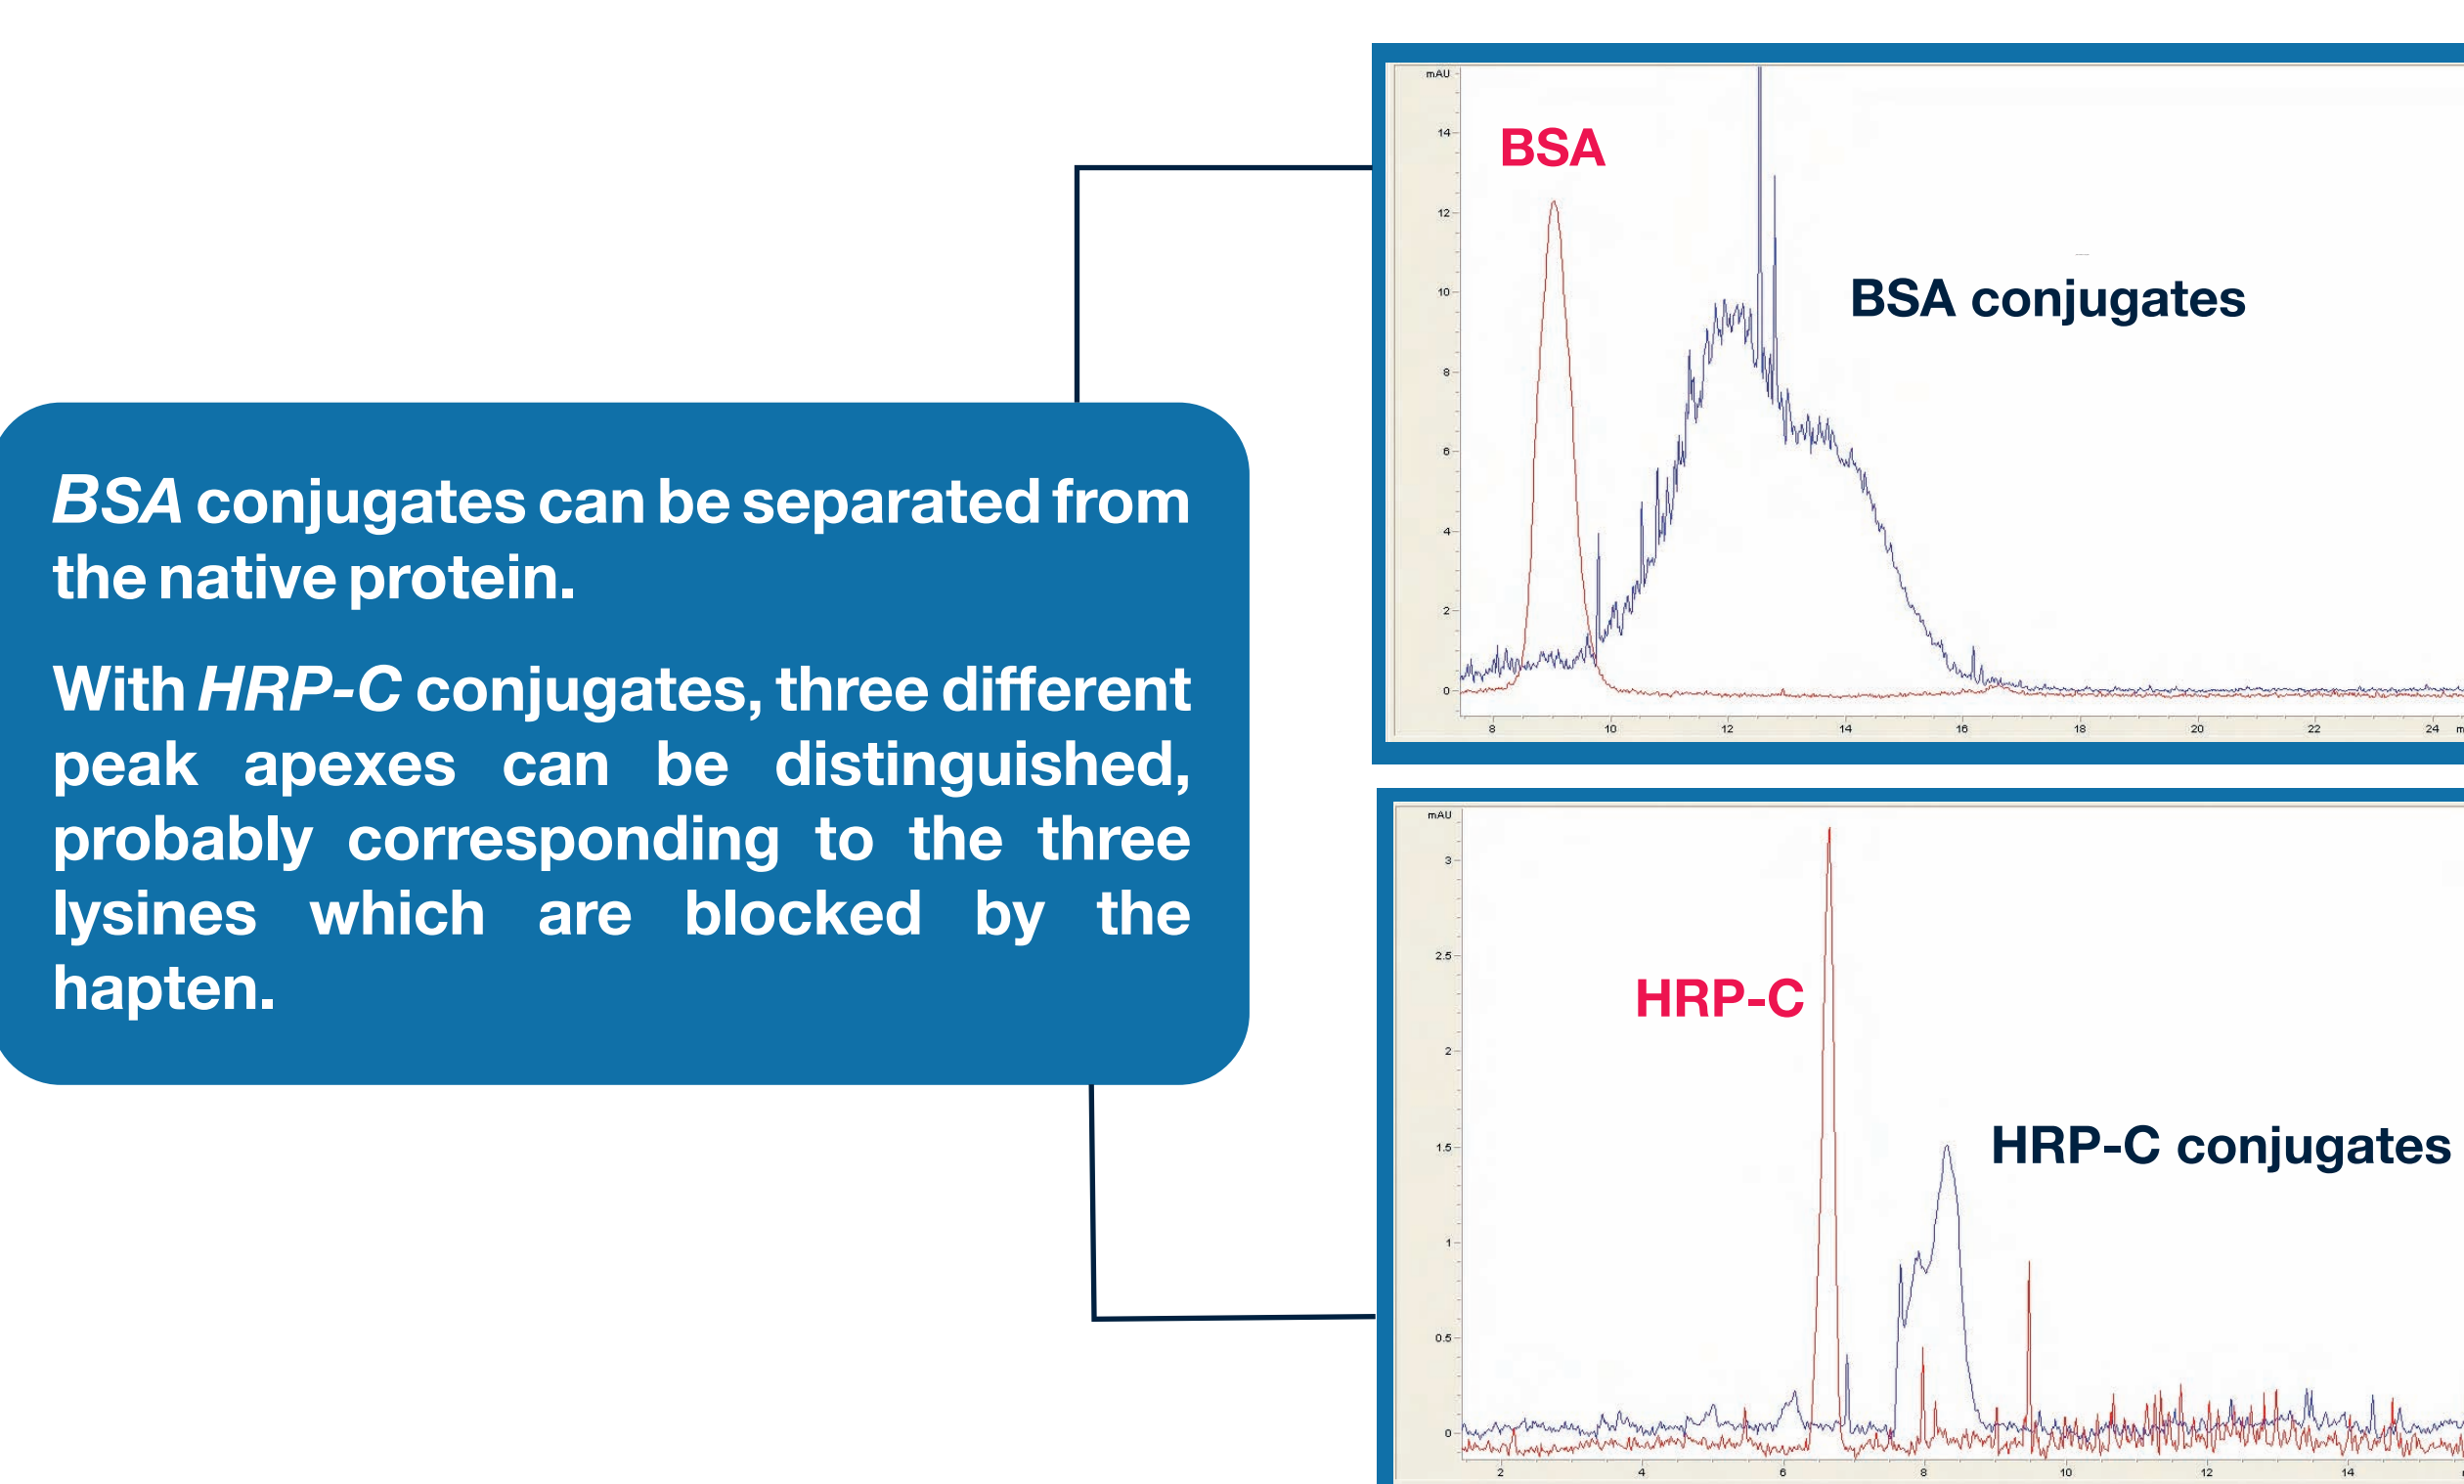 BSA conjugates can be separated from
the native protein.
With HRP-C conjugates, three different
peak apexes can be distinguished,
probably corresponding to the three
lysines which are blocked by the
hapten.
mAU
14
12
10
8
6
4
2
0
BSA
BSA conjugates
8 10 12 14 16 18 20 22 24 m
mAU
3
2.5
2
1.5
1
0.5
0
HRP-C
HRP-C conjugates
2 4 6 8 10 12 14